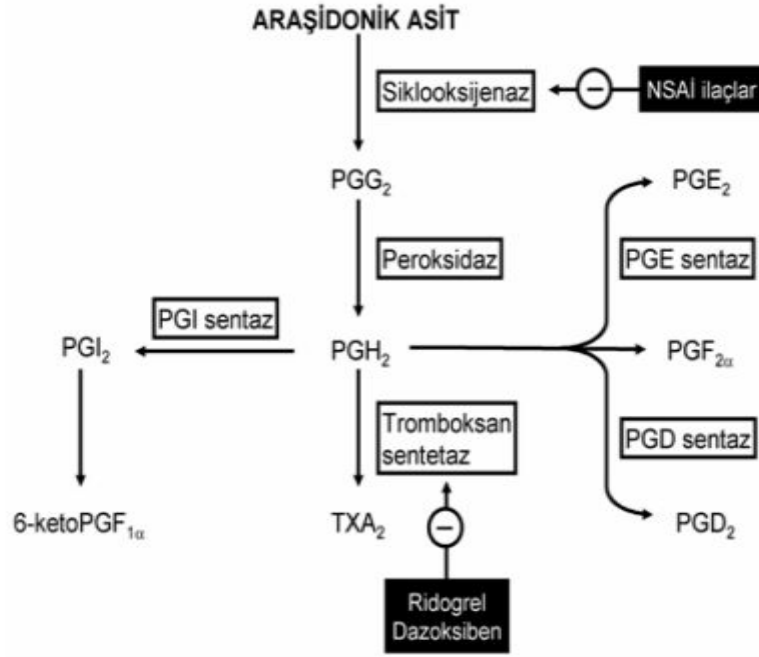 ARAŞİDONİK ASİT
Siklooksijenaz
NSAİ ilaçlar
PGG₂
PGE₂
Peroksidaz
PGE sentaz
PGI sentaz
PGI₂
PGH₂
PGF₂α
Tromboksan
sentetaz
PGD sentaz
6-ketoPGF₁α
TXA₂
PGD₂
Ridogrel
Dazoksiben